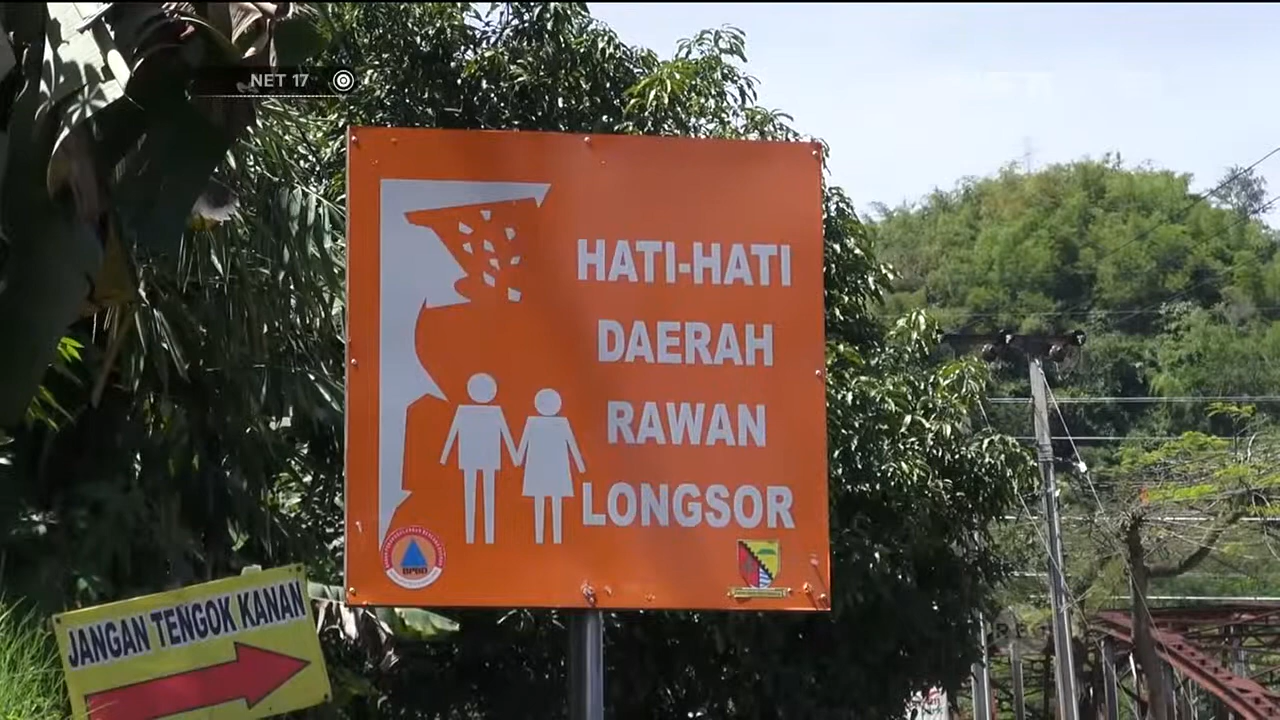 NET 17
HATI-HATI
DAERAH
RAWAN
LONGSOR
BPBD
JANGAN TENGOK KANAN